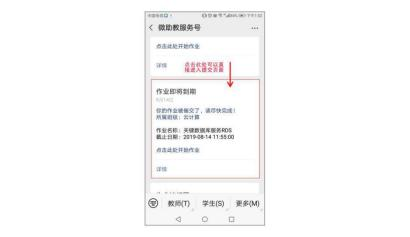 微助教服务号
点击此处开始作业
详情
点击此处可以直
接进入提交页面
作业即将到期
你的作业被催交了，请尽快完成！
所属班级：云计算
作业名称：关键数据库服务RDS
截止日期：2019-08-14 11:55:00
点击此处开始作业
详情
教师(T) 学生(S) 更多(M)